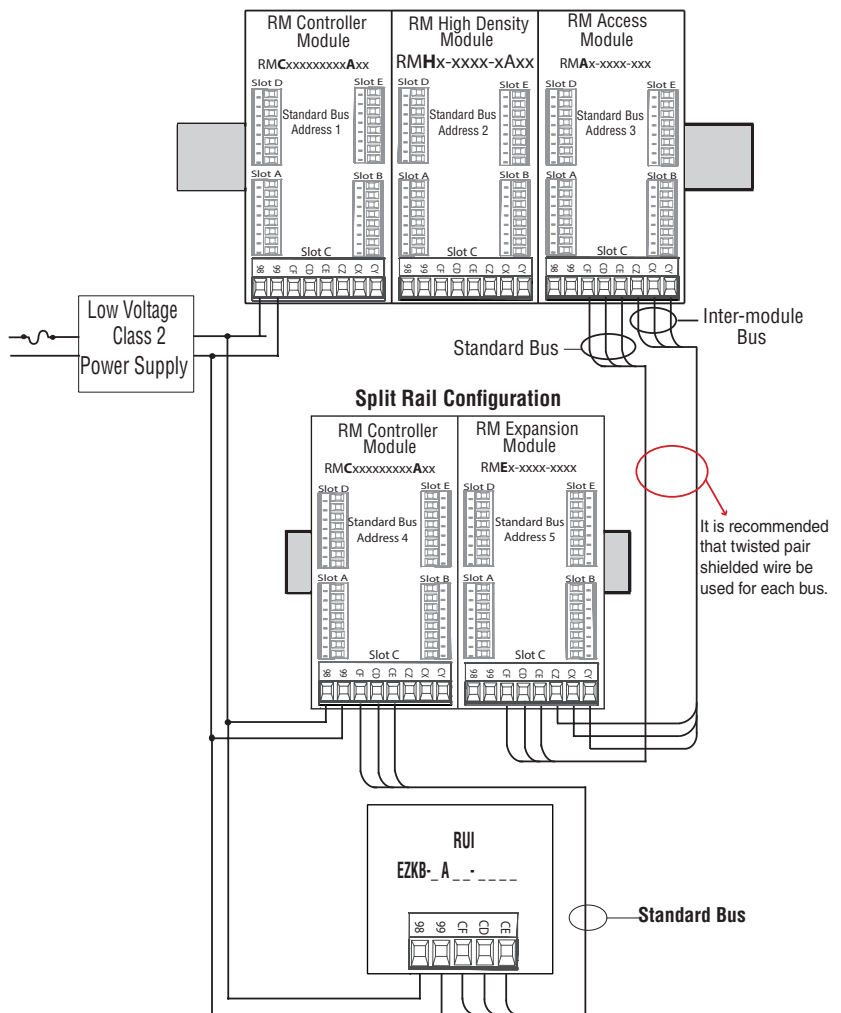 RM Controller
Module
RMCxxxxxxxxxAxx
Slot D
Slot E
Standard Bus
Address 1
Slot A
Slot B
Slot C
98 99 CF CD CE CZ CX CY
RM High Density
Module
RMHx-xxxx-xAxx
Slot D
Slot E
Standard Bus
Address 2
Slot A
Slot B
Slot C
98 99 CF CD CE CZ CX CY
RM Access
Module
RMAx-xxxx-xxx
Slot D
Slot E
Standard Bus
Address 3
Slot A
Slot B
Slot C
98 99 CF CD CE CZ CX CY
Low Voltage
Class 2
Power Supply
Standard Bus
Inter-module
Bus
Split Rail Configuration
RM Controller
Module
RMCxxxxxxxxxAxx
Slot D
Slot E
Standard Bus
Address 4
Slot A
Slot B
Slot C
98 99 CF CD CE CZ CX CY
RM Expansion
Module
RMEx-xxxx-xxxx
Slot D
Slot E
Standard Bus
Address 5
Slot A
Slot B
Slot C
98 99 CF CD CE CZ CX CY
It is recommended
that twisted pair
shielded wire be
used for each bus.
RUI
EZKB-_A__-____
98 99 CF CD CE
Standard Bus